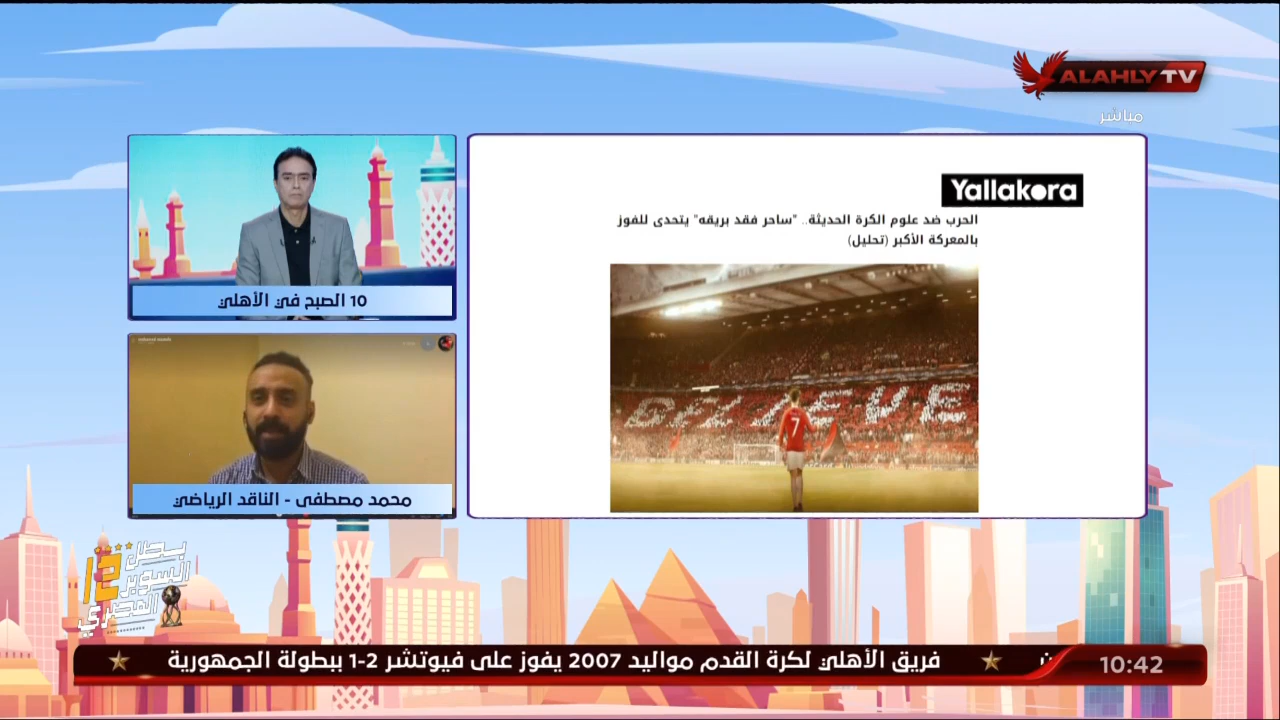 ALAHLY TV
مباشر
Yallakora
الحرب ضد علوم الكرة الحديثة.. "ساحر فقد بريقه" يتحدى للفوز
بالمعركة الأكبر (تحليل)
BELIEVE
7
10 الصبح في الأهلي
محمد مصطفى - الناقد الرياضي
بطل
السوبر 12
المصري
فريق الأهلي لكرة القدم مواليد 2007 يفوز على فيوتشر 2-1 ببطولة الجمهورية
10:42